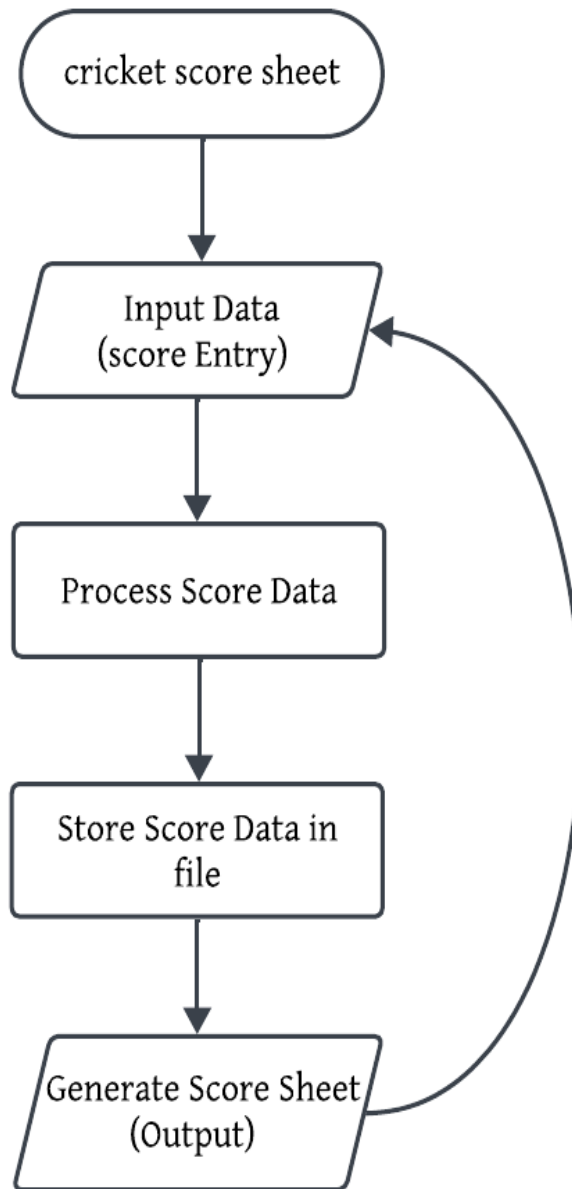 cricket score sheet
Input Data
(score Entry)
Process Score Data
Store Score Data in
file
Generate Score Sheet
(Output)